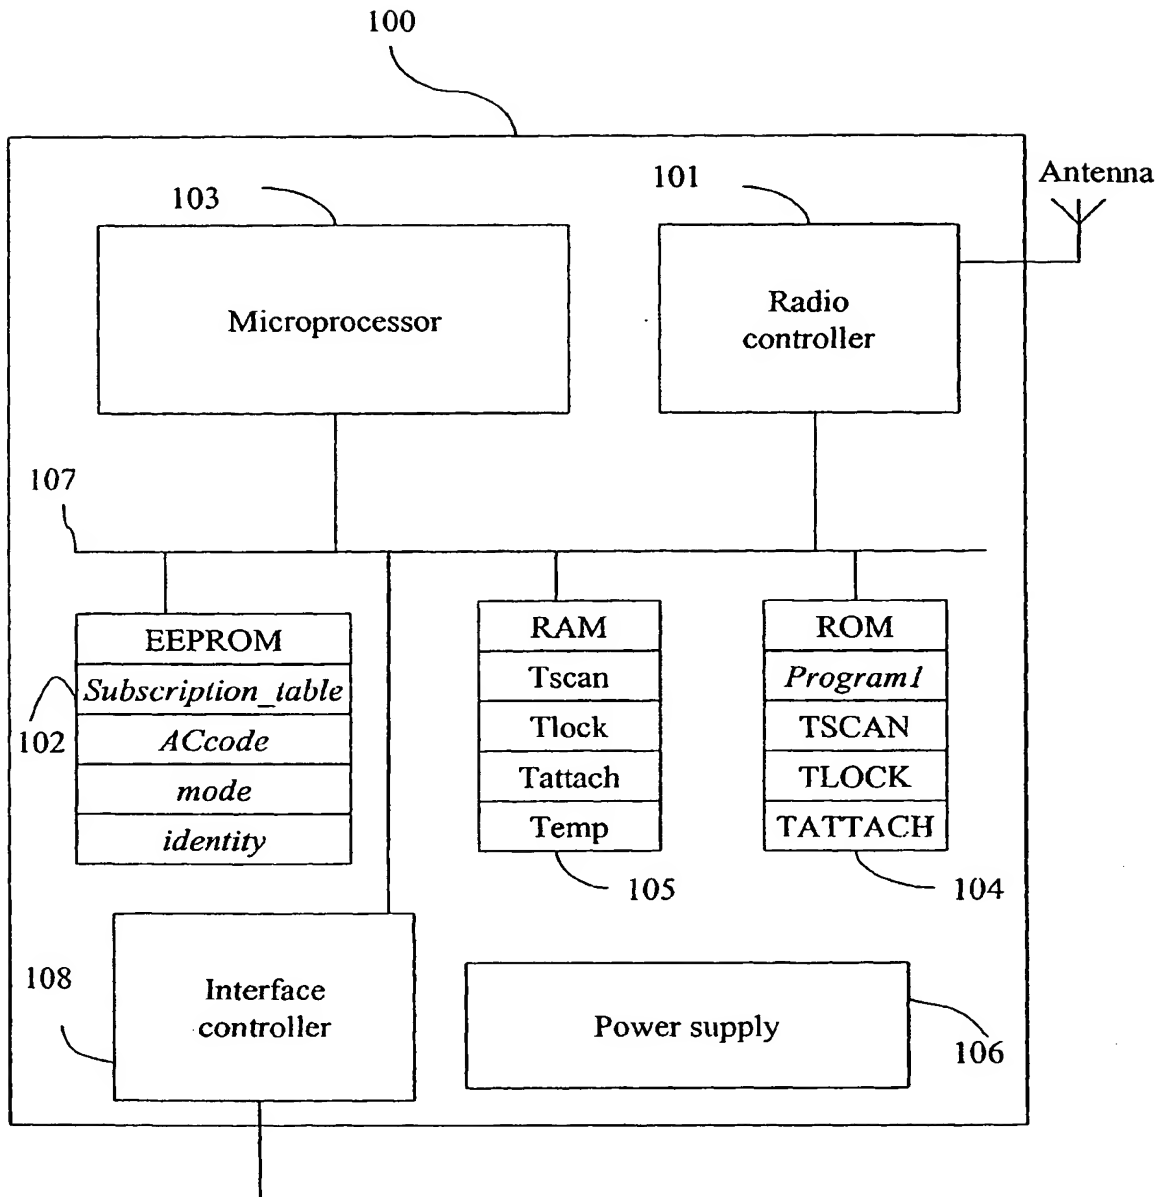 100
103
101
Antenna
Microprocessor
Radio
controller
107
EEPROM
Subscription_table
ACcode
mode
identity
102
RAM
Tscan
Tlock
Tattach
Temp
105
ROM
Program1
TSCAN
TLOCK
TATTACH
104
108
Interface
controller
Power supply
106